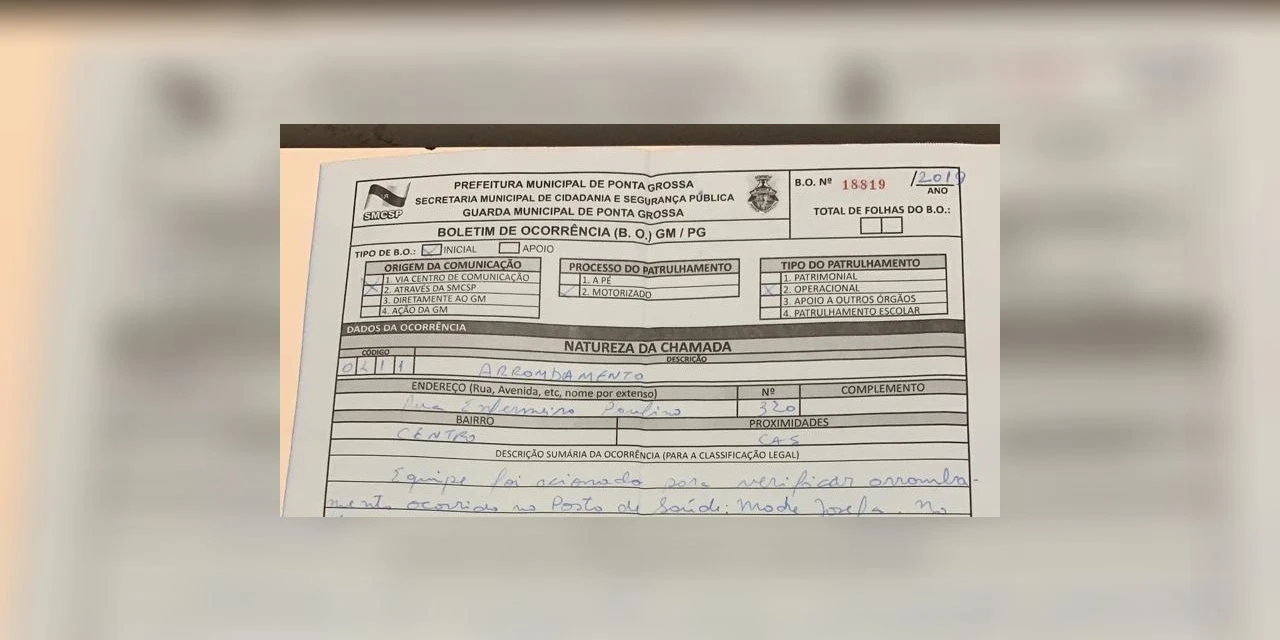 PREFEITURA MUNICIPAL DE PONTA GROSSA
SECRETARIA MUNICIPAL DE CIDADANIA E SEGURANÇA PÚBLICA
GUARDA MUNICIPAL DE PONTA GROSSA
BOLETIM DE OCORRÊNCIA (B. O.) GM / PG
SMCSP
B.O. Nº 18819 /2019
ANO
TOTAL DE FOLHAS DO B.O.:
TIPO DE B.O.: INICIAL APOIO
ORIGEM DA COMUNICAÇÃO
1. VIA CENTRO DE COMUNICAÇÃO
2. ATRAVÉS DA SMCSP
3. DIRETAMENTE AO GM
4. AÇÃO DA GM
PROCESSO DO PATRULHAMENTO
1. A PÉ
2. MOTORIZADO
TIPO DO PATRULHAMENTO
1. PATRIMONIAL
2. OPERACIONAL
3. APOIO A OUTROS ÓRGÃOS
4. PATRULHAMENTO ESCOLAR
DADOS DA OCORRÊNCIA
NATUREZA DA CHAMADA
CÓDIGO DESCRIÇÃO
0211 ARROMBAMENTO
ENDEREÇO (Rua, Avenida, etc, nome por extenso) Nº COMPLEMENTO
Rua Enfermeiro Paulino 320
BAIRRO PROXIMIDADES
CENTRO CAS
DESCRIÇÃO SUMÁRIA DA OCORRÊNCIA (PARA A CLASSIFICAÇÃO LEGAL)
Equipe foi acionada para verificar arromba-
mento ocorrido no Posto de Saúde: Madre Josefa. No